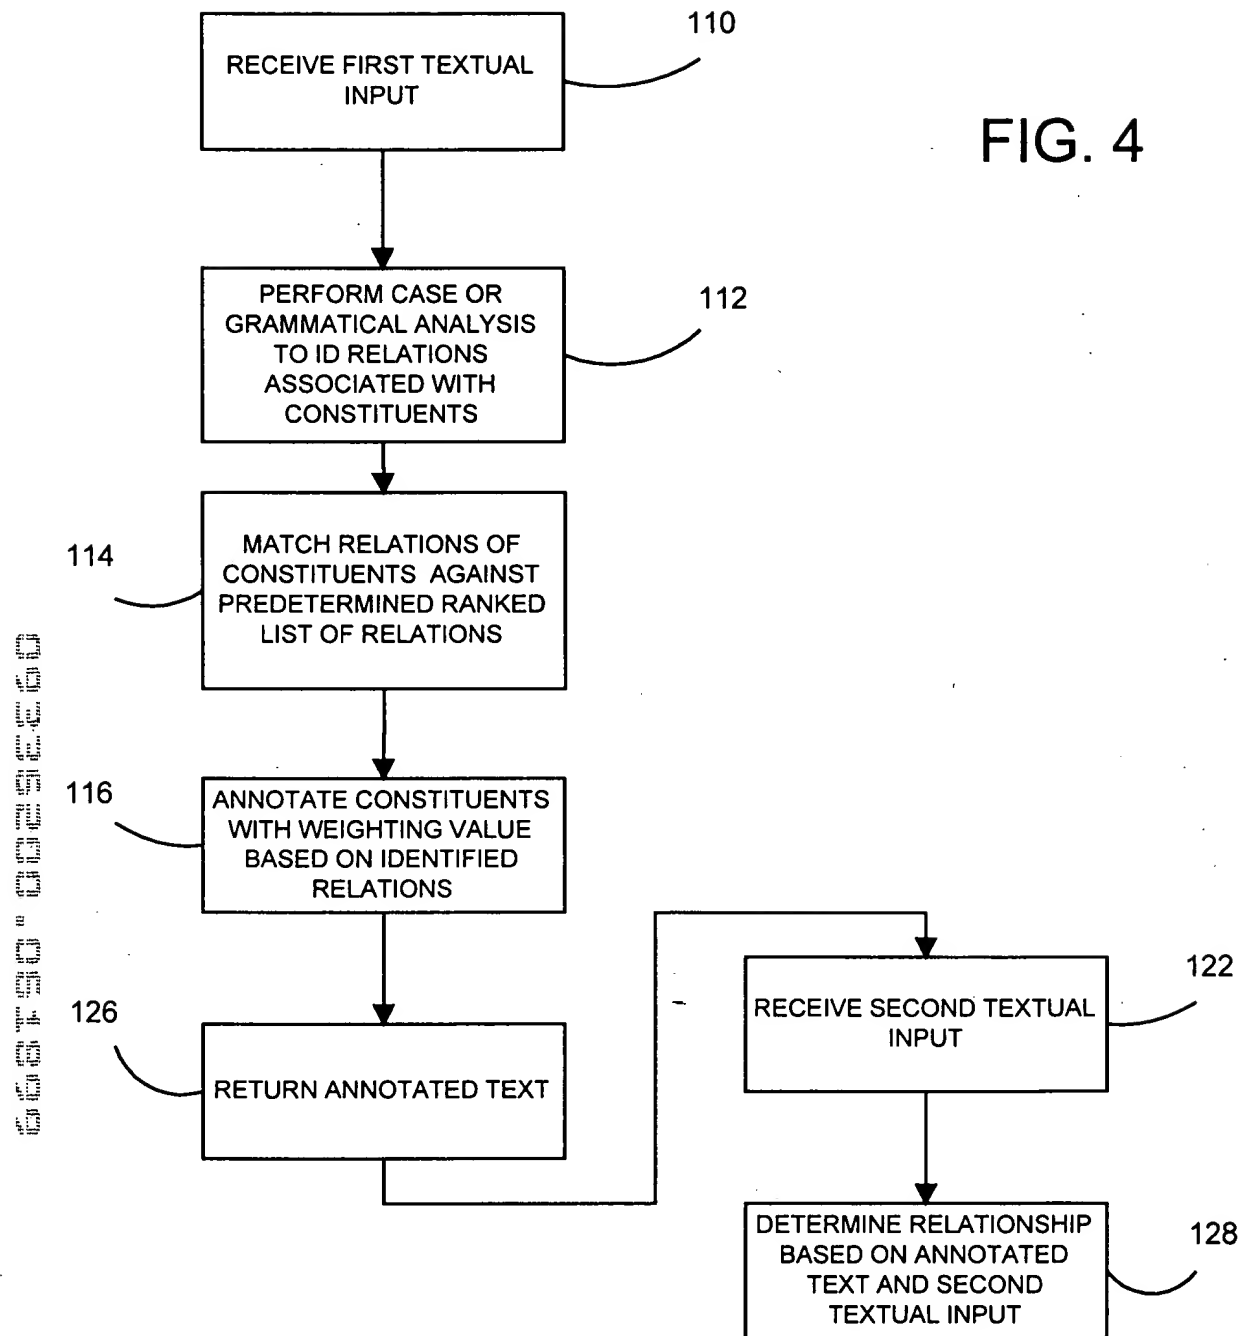 110
RECEIVE FIRST TEXTUAL
INPUT
FIG. 4
112
PERFORM CASE OR
GRAMMATICAL ANALYSIS
TO ID RELATIONS
ASSOCIATED WITH
CONSTITUENTS
114
MATCH RELATIONS OF
CONSTITUENTS AGAINST
PREDETERMINED RANKED
LIST OF RELATIONS
116
ANNOTATE CONSTITUENTS
WITH WEIGHTING VALUE
BASED ON IDENTIFIED
RELATIONS
126
RETURN ANNOTATED TEXT
122
RECEIVE SECOND TEXTUAL
INPUT
128
DETERMINE RELATIONSHIP
BASED ON ANNOTATED
TEXT AND SECOND
TEXTUAL INPUT